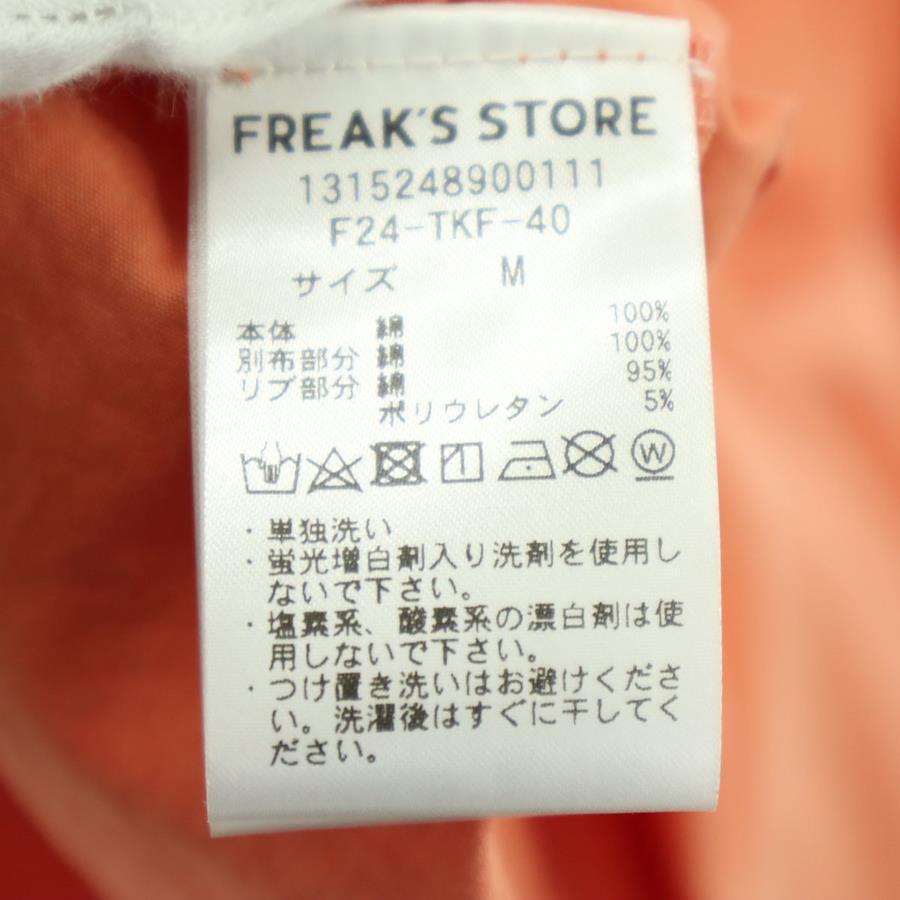 FREAK'S STORE
1315248900111
F24-TKF-40
サイズ M
本体 綿 100%
別布部分 綿 100%
リブ部分 綿 95%
ポリウレタン 5%
W
・単独洗い
・蛍光増白剤入り洗剤を使用し
ないで下さい。
・塩素系、酸素系の漂白剤は使
用しないで下さい。
・つけ置き洗いはお避けくださ
い。洗濯後はすぐに干してく
ださい。